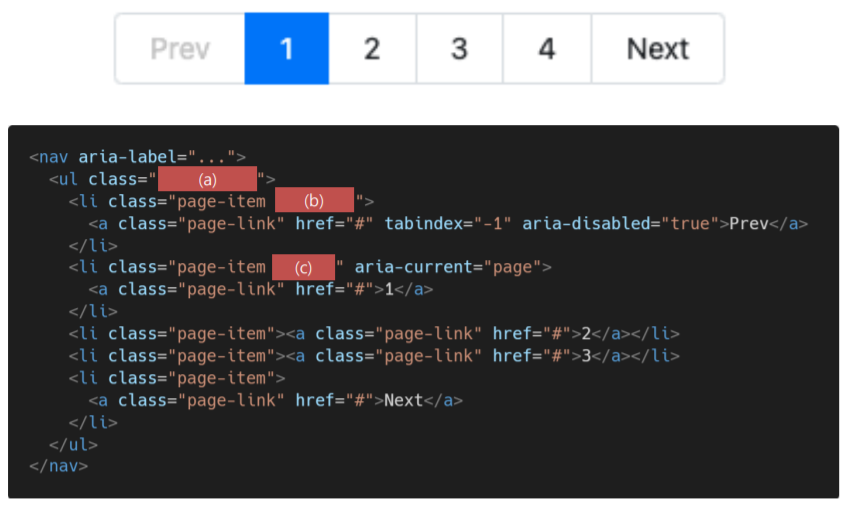 Prev 1 2 3 4 Next
<nav aria-label="...">
<ul class="(a)">
<li class="page-item (b)">
<a class="page-link" href="#" tabindex="-1" aria-disabled="true">Prev</a>
</li>
<li class="page-item (c)" aria-current="page">
<a class="page-link" href="#">1</a>
</li>
<li class="page-item"><a class="page-link" href="#">2</a></li>
<li class="page-item"><a class="page-link" href="#">3</a></li>
<li class="page-item">
<a class="page-link" href="#">Next</a>
</li>
</ul>
</nav>